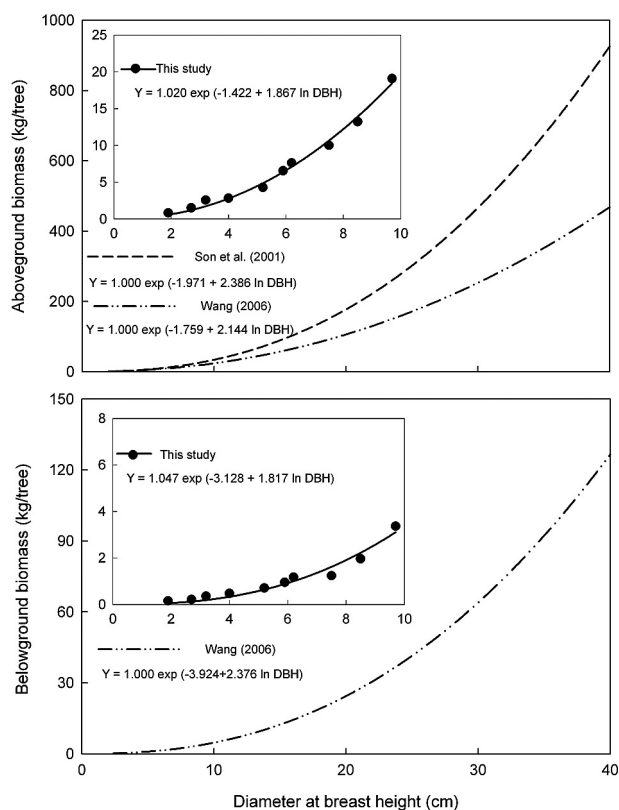 Aboveground biomass (kg/tree)
1000
800
600
400
200
0
25
20
15
10
5
0
This study
Y = 1.020 exp (-1.422 + 1.867 ln DBH)
0 2 4 6 8 10
Son et al. (2001)
Y = 1.000 exp (-1.971 + 2.386 ln DBH)
Wang (2006)
Y = 1.000 exp (-1.759 + 2.144 ln DBH)
Belowground biomass (kg/tree)
150
120
90
60
30
0
8
6
4
2
0
This study
Y = 1.047 exp (-3.128 + 1.817 ln DBH)
0 2 4 6 8 10
Wang (2006)
Y = 1.000 exp (-3.924+2.376 ln DBH)
0 10 20 30 40
Diameter at breast height (cm)